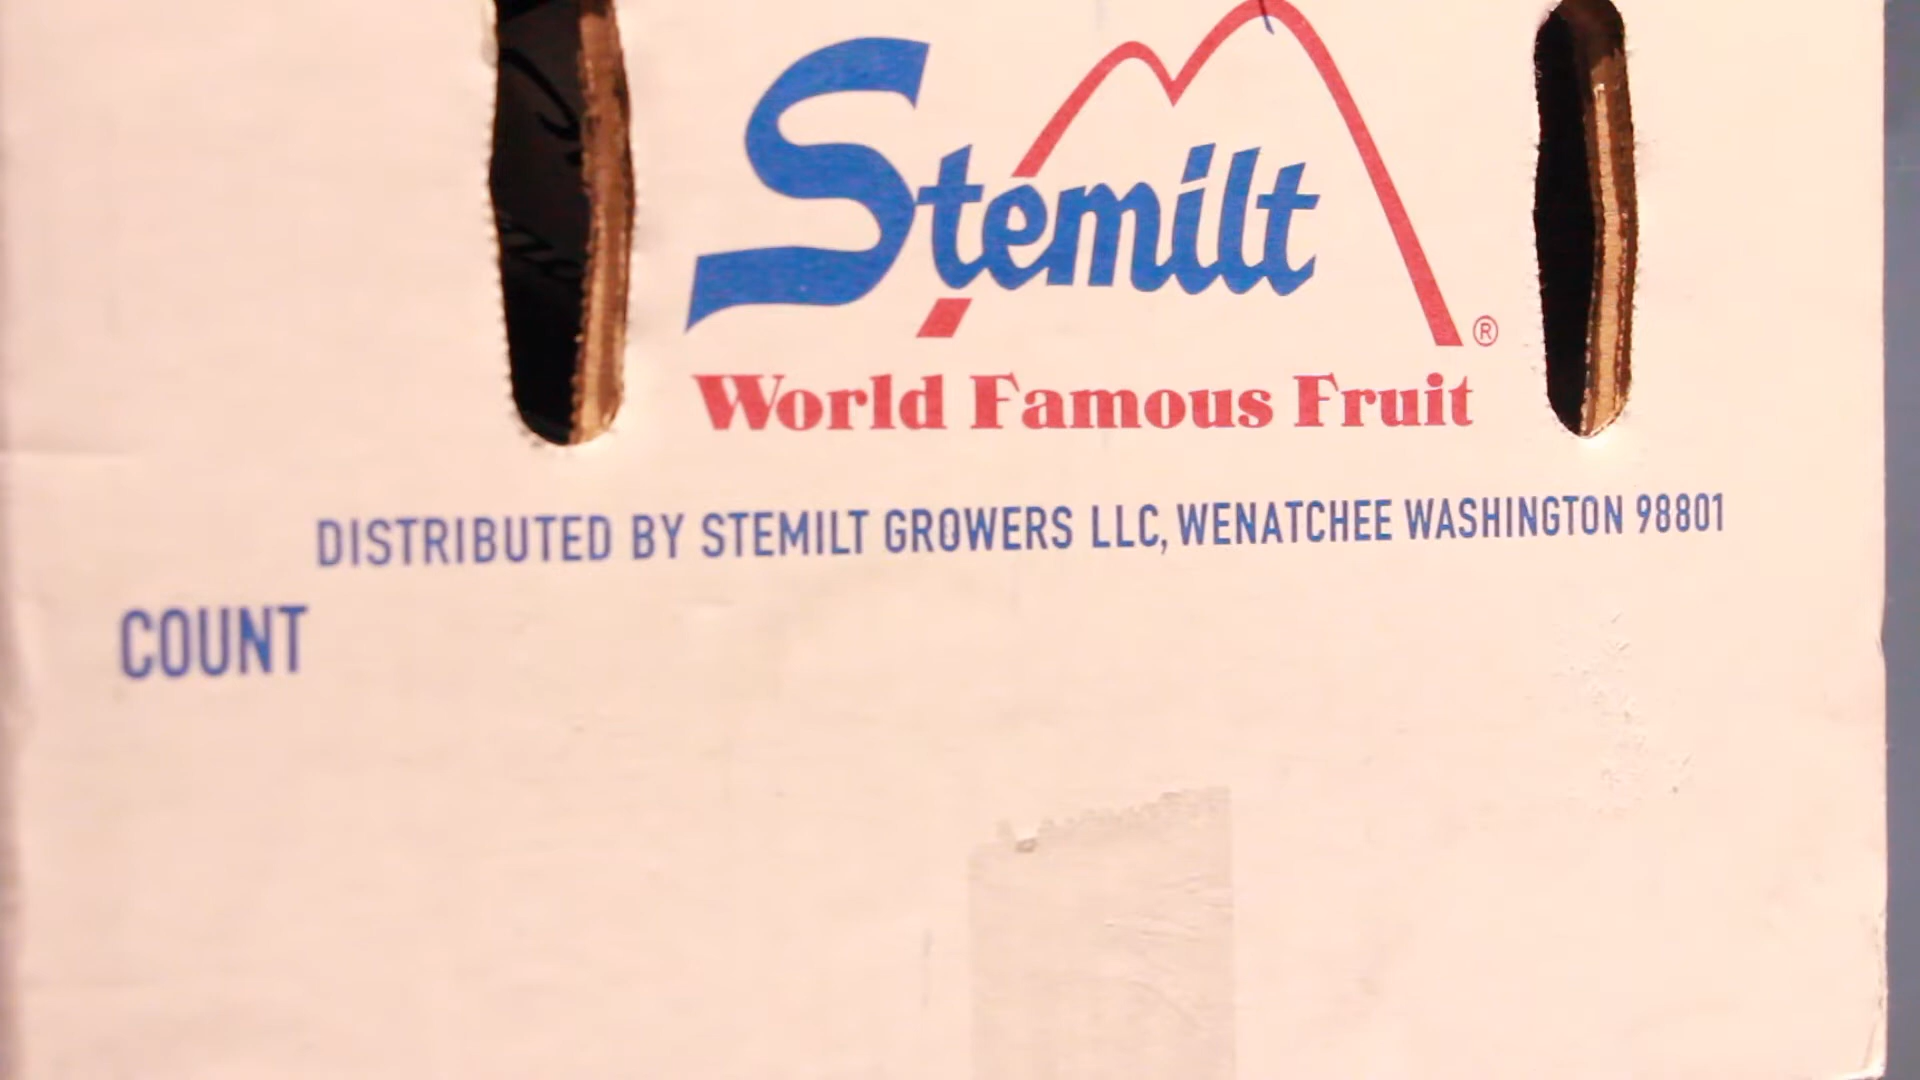 Stemilt ®
World Famous Fruit
DISTRIBUTED BY STEMILT GROWERS LLC, WENATCHEE WASHINGTON 98801
COUNT